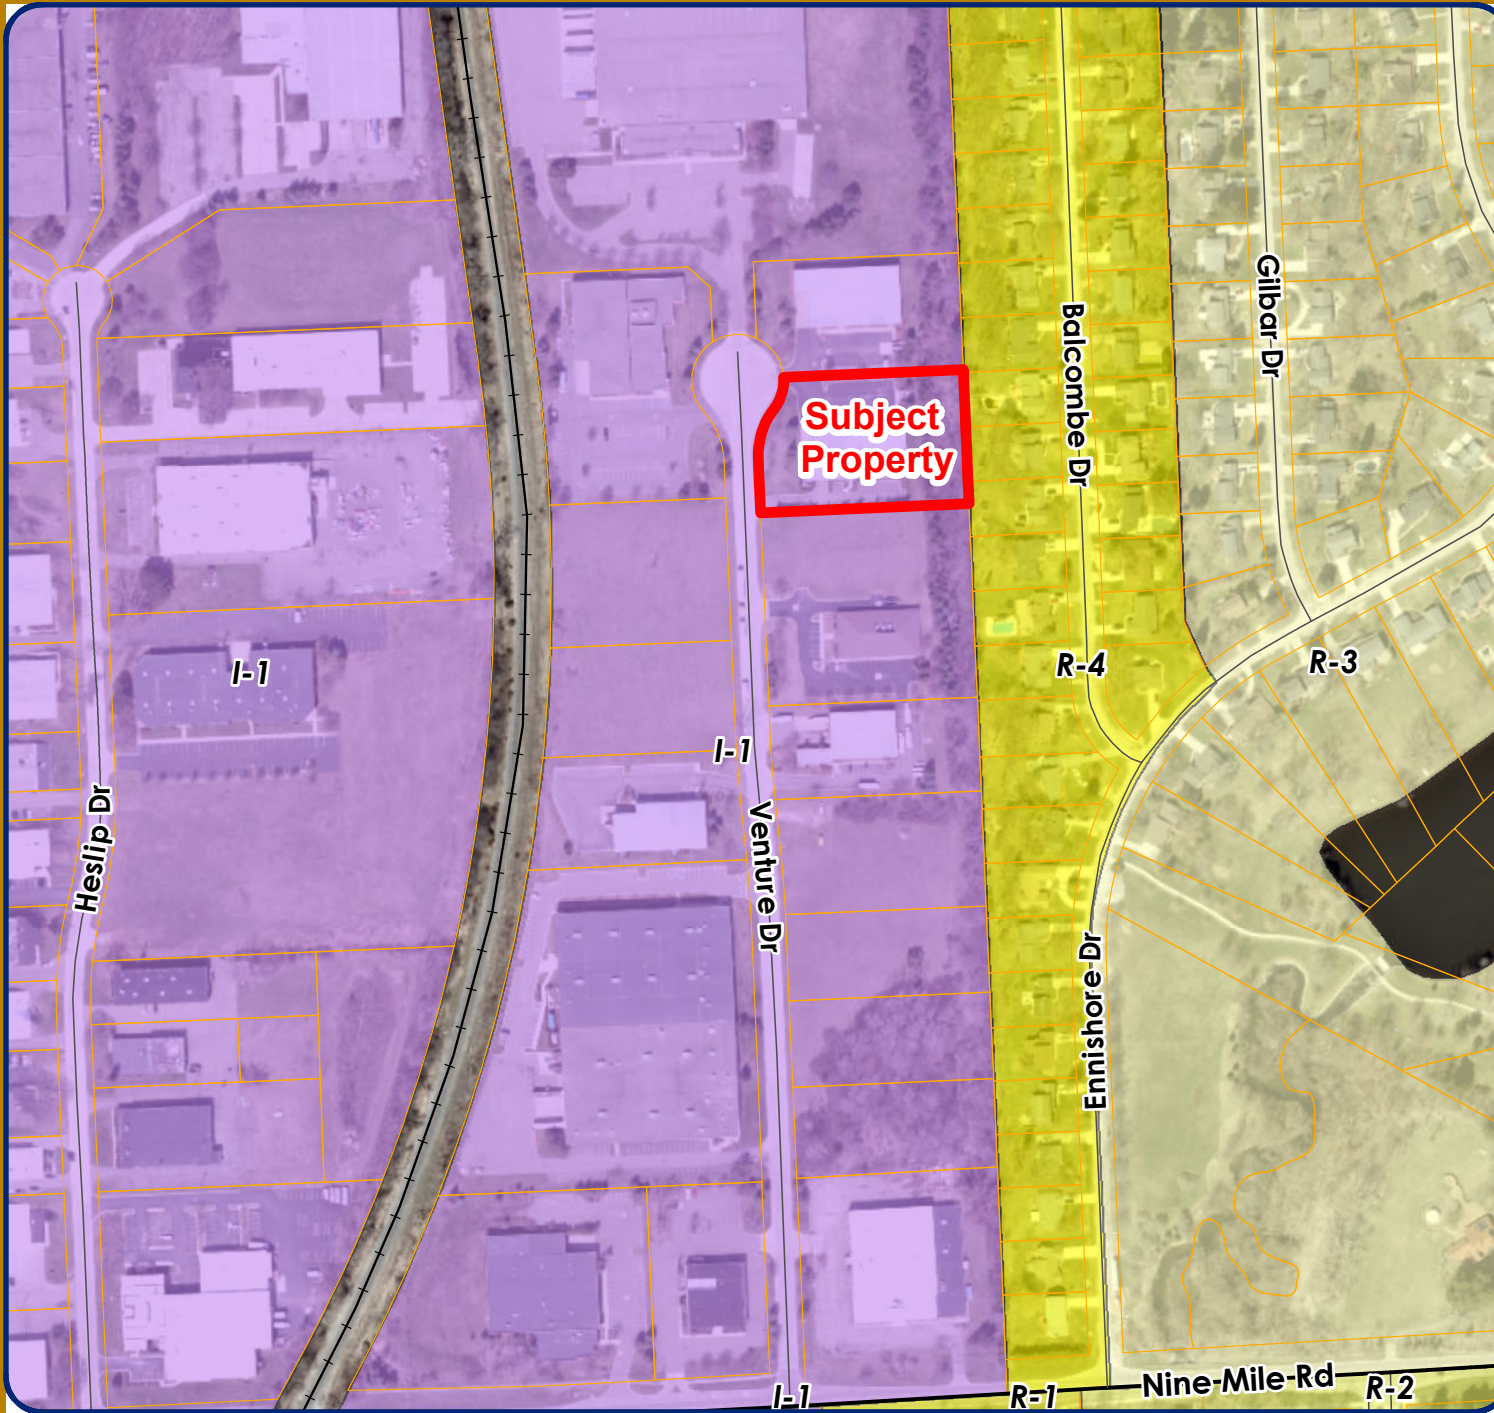 Gilbar Dr
Balcombe Dr
Subject
Property
I-1
R-4
R-3
I-1
Heslip Dr
Venture Dr
Ennishore Dr
I-1
R-1
Nine Mile Rd
R-2